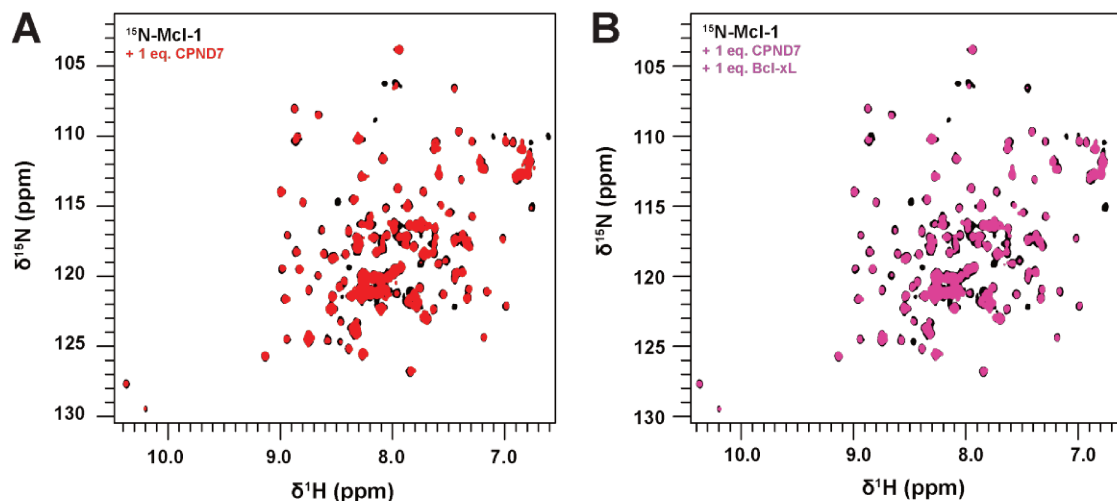 A
¹⁵N-Mcl-1
+ 1 eq. CPND7
105
110
115
120
125
130
δ¹⁵N (ppm)
10.0 9.0 8.0 7.0
δ¹H (ppm)
B
¹⁵N-Mcl-1
+ 1 eq. CPND7
+ 1 eq. Bcl-xL
105
110
115
120
125
130
δ¹⁵N (ppm)
10.0 9.0 8.0 7.0
δ¹H (ppm)